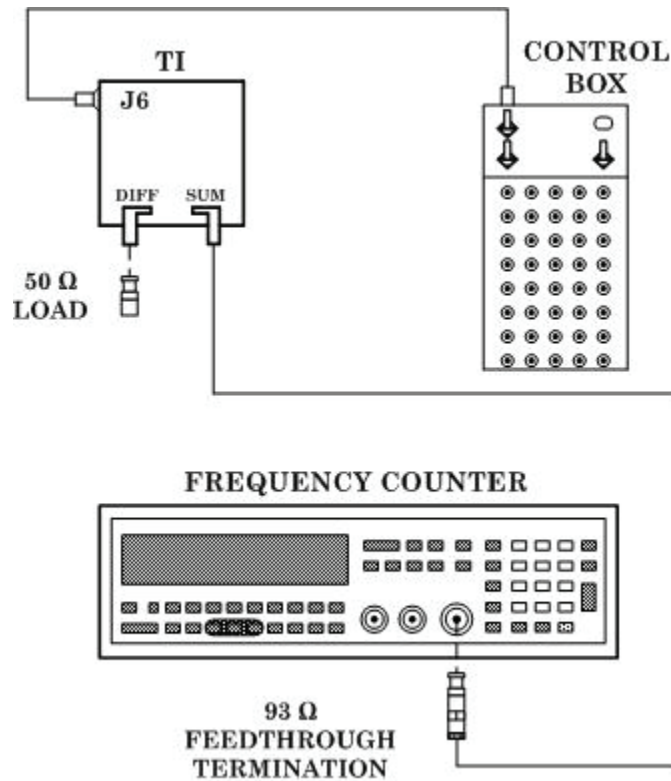 TI
CONTROL
BOX
J6
DIFF SUM
50 Ω
LOAD
FREQUENCY COUNTER
93 Ω
FEEDTHROUGH
TERMINATION